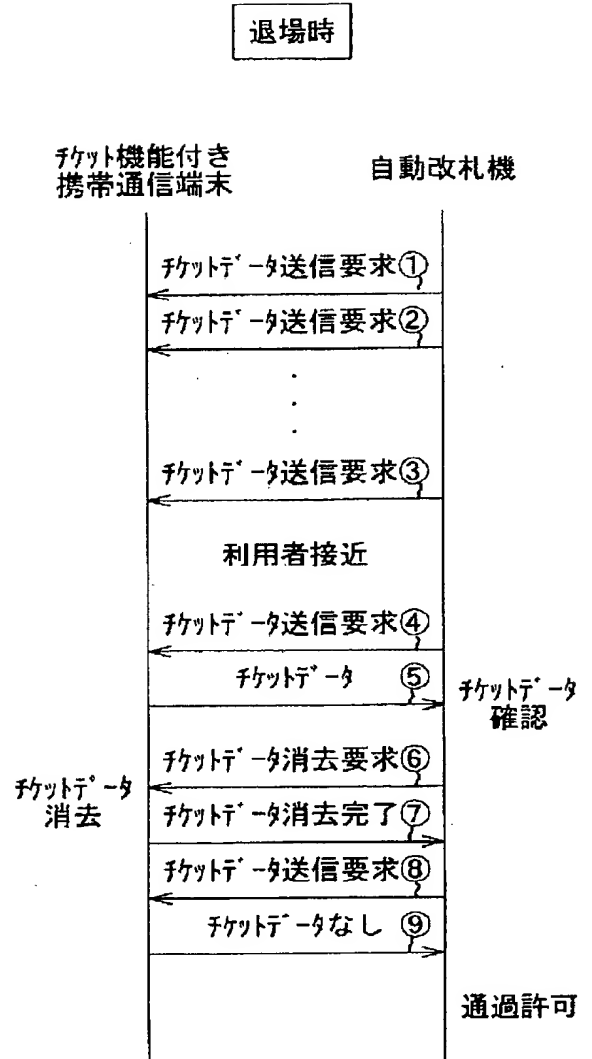 退場時
チケット機能付き
携帯通信端末
自動改札機
チケットデータ送信要求①
チケットデータ送信要求②
チケットデータ送信要求③
利用者接近
チケットデータ送信要求④
チケットデータ ⑤
チケットデータ
確認
チケットデータ消去要求⑥
チケットデータ
消去
チケットデータ消去完了⑦
チケットデータ送信要求⑧
チケットデータなし ⑨
通過許可